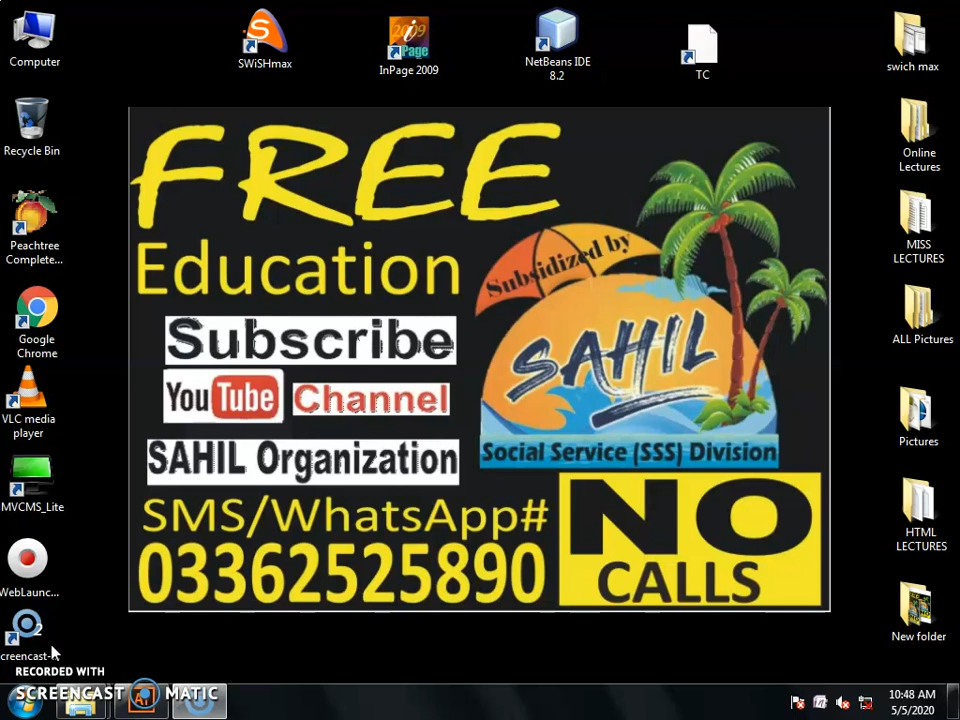 Computer
SWiSHmax
2009
iPage
InPage 2009
NetBeans IDE
8.2
TC
swich max
Recycle Bin
Online
Lectures
Peachtree
Complete...
MISS
LECTURES
Google
Chrome
ALL Pictures
VLC media
player
Pictures
MVCMS_Lite
HTML
LECTURES
WebLaunc...
New folder
FREE
Education
Subscribe
YouTube Channel
SAHIL Organization
SMS/WhatsApp#
03362525890
Subsidized by
SAHIL
Social Service (SSS) Division
NO
CALLS
RECORDED WITH
SCREENCAST MATIC
Ai
10:48 AM
5/5/2020